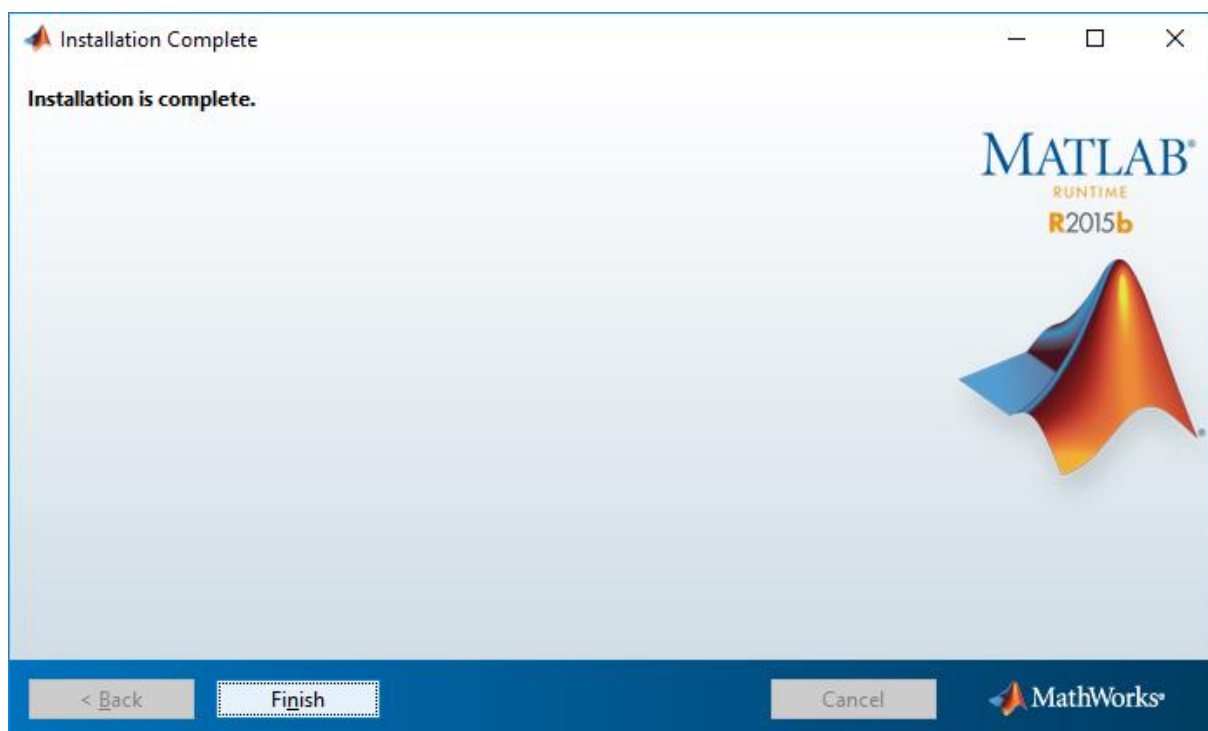 Installation Complete
Installation is complete.
MATLAB®
RUNTIME
R2015b
®
< Back
Finish
Cancel
MathWorks®